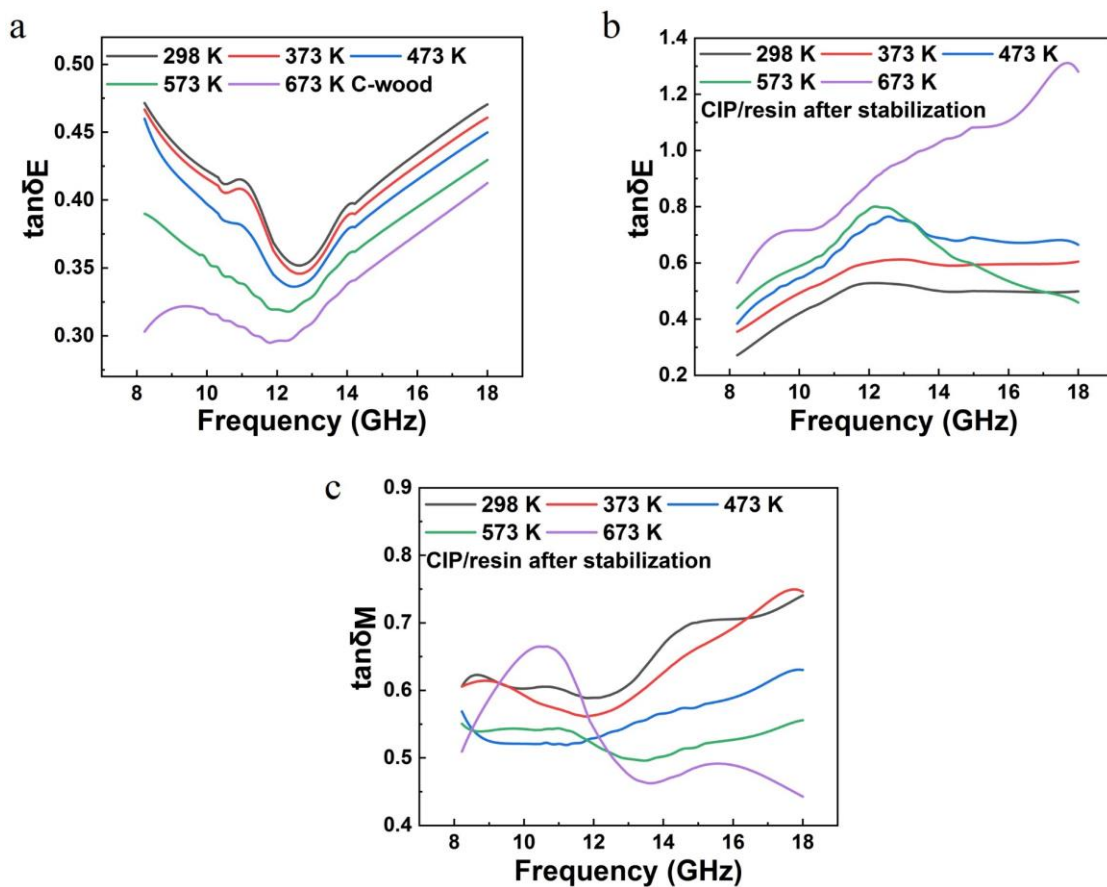 a
298 K 373 K 473 K
573 K 673 K C-wood
0.50
0.45
0.40
0.35
0.30
tanδE
8 10 12 14 16 18
Frequency (GHz)
b
298 K 373 K 473 K
573 K 673 K
CIP/resin after stabilization
1.4
1.2
1.0
0.8
0.6
0.4
0.2
tanδE
8 10 12 14 16 18
Frequency (GHz)
c
298 K 373 K 473 K
573 K 673 K
CIP/resin after stabilization
0.9
0.8
0.7
0.6
0.5
0.4
tanδM
8 10 12 14 16 18
Frequency (GHz)